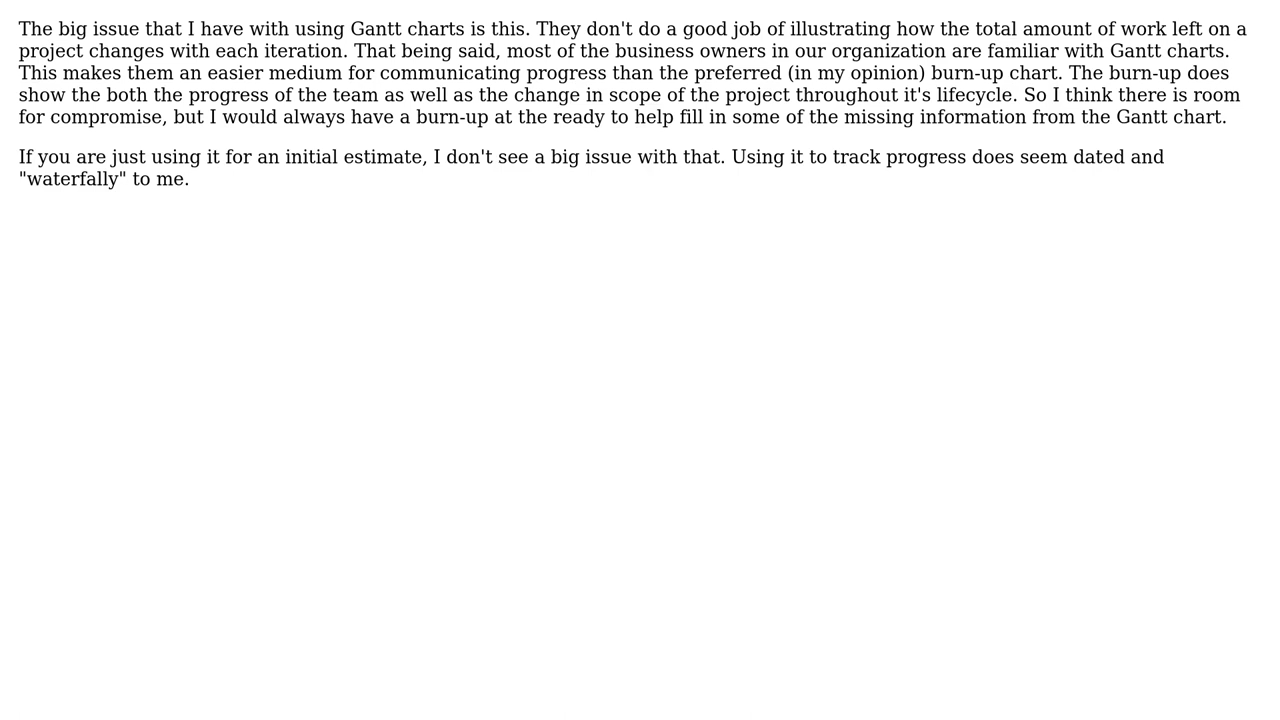 The big issue that I have with using Gantt charts is this. They don't do a good job of illustrating how the total amount of work left on a
project changes with each iteration. That being said, most of the business owners in our organization are familiar with Gantt charts.
This makes them an easier medium for communicating progress than the preferred (in my opinion) burn-up chart. The burn-up does
show the both the progress of the team as well as the change in scope of the project throughout it's lifecycle. So I think there is room
for compromise, but I would always have a burn-up at the ready to help fill in some of the missing information from the Gantt chart.
If you are just using it for an initial estimate, I don't see a big issue with that. Using it to track progress does seem dated and
"waterfally" to me.